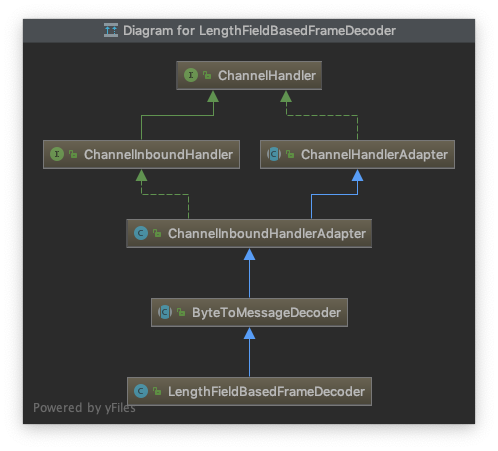 Diagram for LengthFieldBasedFrameDecoder
I ChannelHandler
I ChannelInboundHandler
C ChannelHandlerAdapter
C ChannelInboundHandlerAdapter
C ByteToMessageDecoder
C LengthFieldBasedFrameDecoder
Powered by yFiles